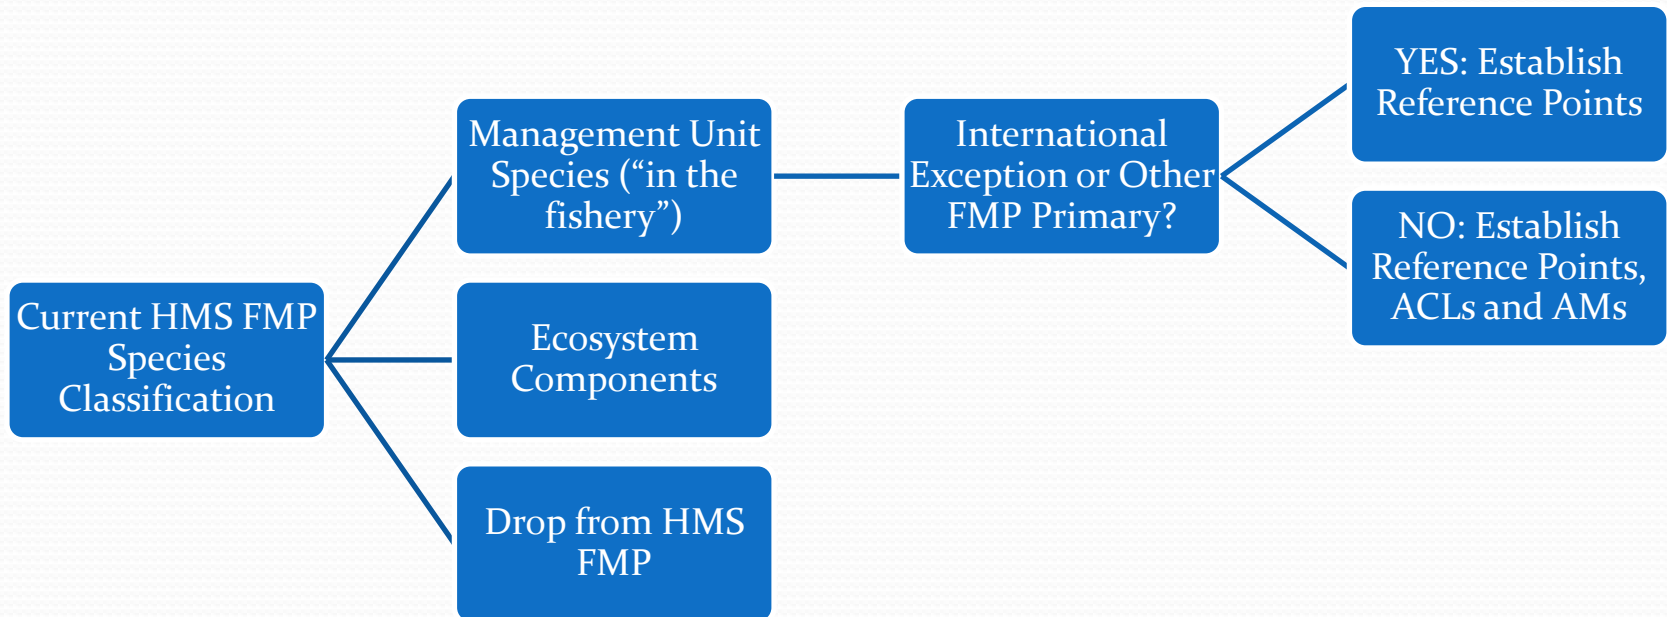 Current HMS FMP
Species
Classification
Management Unit
Species (“in the
fishery”)
Ecosystem
Components
Drop from HMS
FMP
International
Exception or Other
FMP Primary?
YES: Establish
Reference Points
NO: Establish
Reference Points,
ACLs and AMs